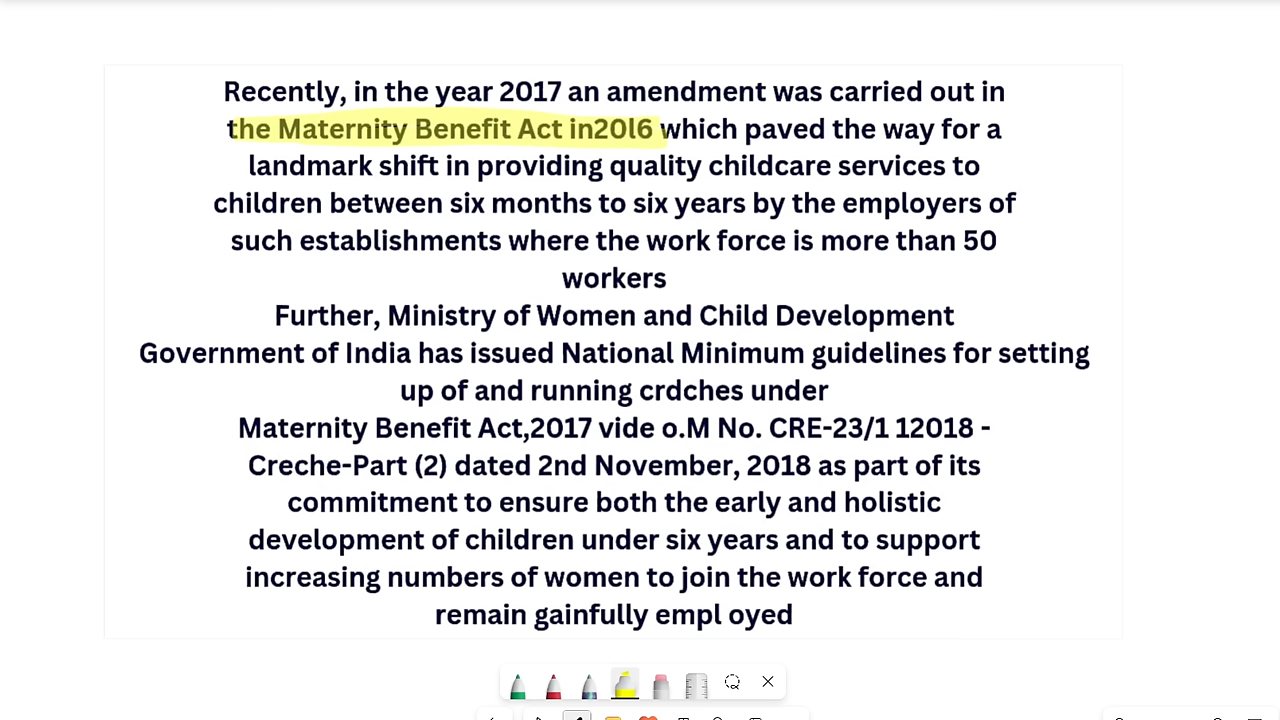 Recently, in the year 2017 an amendment was carried out in
the Maternity Benefit Act in20l6 which paved the way for a
landmark shift in providing quality childcare services to
children between six months to six years by the employers of
such establishments where the work force is more than 50
workers
Further, Ministry of Women and Child Development
Government of India has issued National Minimum guidelines for setting
up of and running crdches under
Maternity Benefit Act,2017 vide o.M No. CRE-23/1 12018 -
Creche-Part (2) dated 2nd November, 2018 as part of its
commitment to ensure both the early and holistic
development of children under six years and to support
increasing numbers of women to join the work force and
remain gainfully empl oyed